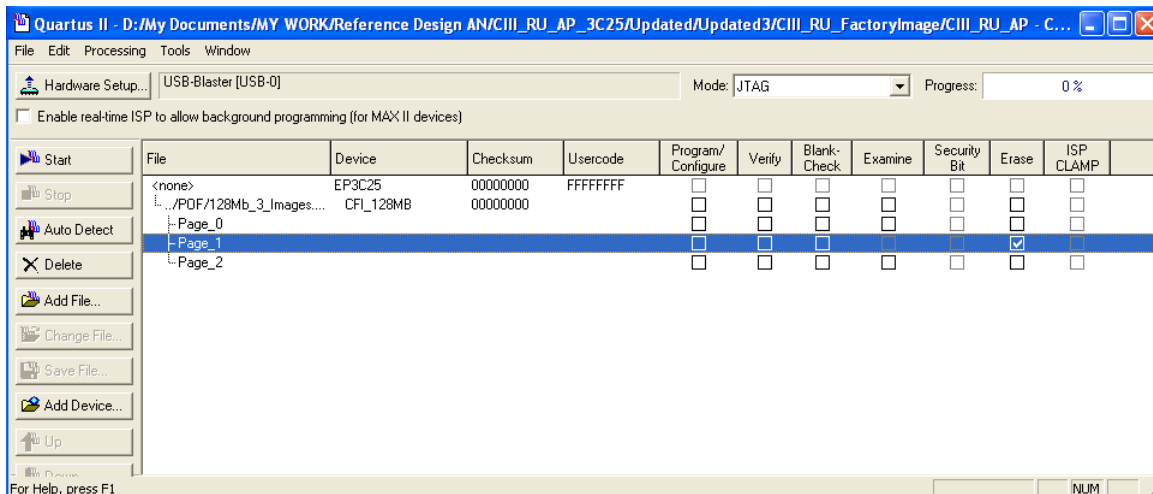 Quartus II - D:/My Documents/MY WORK/Reference Design AN/CIII_RU_AP_3C25/Updated/Updated3/CIII_RU_FactoryImage/CIII_RU_AP - C...
File Edit Processing Tools Window
Hardware Setup... USB-Blaster [USB-0] Mode: JTAG Progress: 0 %
Enable real-time ISP to allow background programming (for MAX II devices)
Start
Stop
Auto Detect
Delete
Add File...
Change File...
Save File...
Add Device...
Up
Down
File Device Checksum Usercode Program/ Configure Verify Blank- Check Examine Security Bit Erase ISP CLAMP
<none> EP3C25 00000000 FFFFFFFF
../POF/128Mb_3_Images.... CFI_128MB 00000000
Page_0
Page_1
Page_2
For Help, press F1 NUM